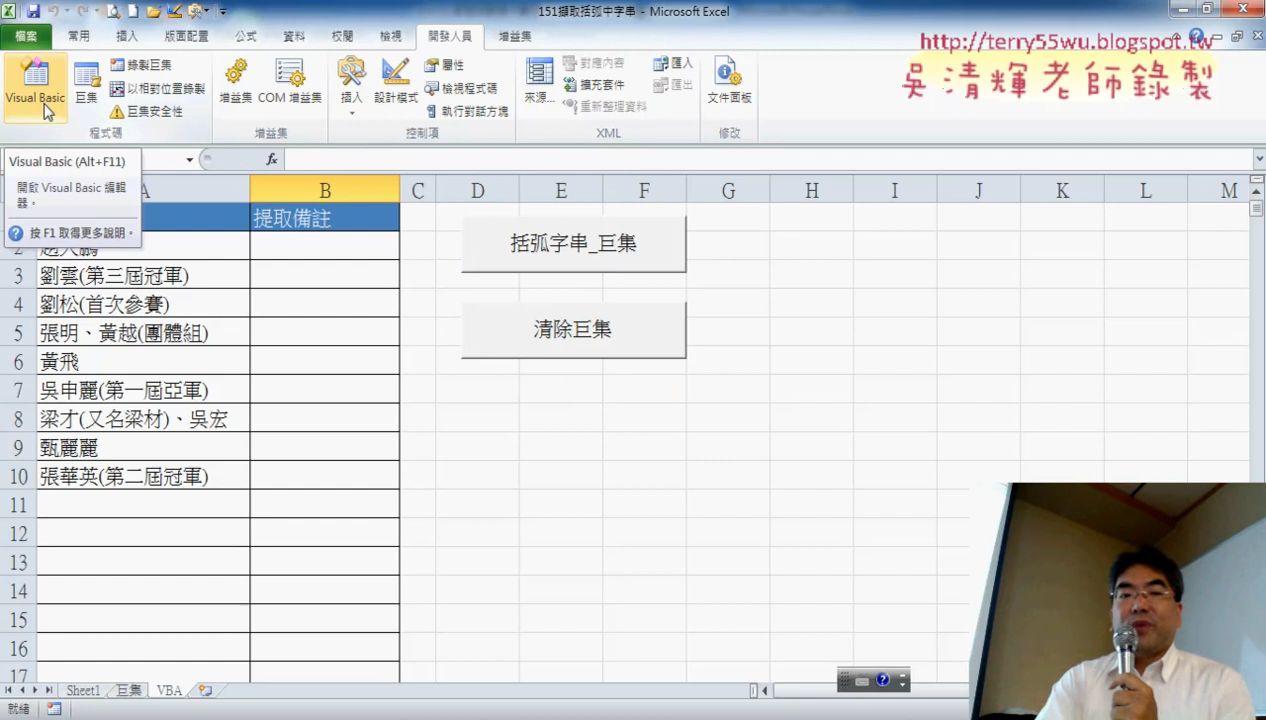 151擷取括弧中字串 - Microsoft Excel
檔案 常用 插入 版面配置 公式 資料 校閱 檢視 開發人員 增益集
http://terry55wu.blogspot.tw
吳清輝老師錄製
Visual Basic 巨集 錄製巨集 以相對位置錄製 巨集安全性 增益集 COM 增益集 插入 設計模式 屬性 檢視程式碼 執行對話方塊 來源... 對應內容 擴充套件 重新整理資料 匯入 匯出 文件面板
程式碼 增益集 控制項 XML 修改
fx
Visual Basic (Alt+F11)
開啟 Visual Basic 編輯
器。
按 F1 取得更多說明。
A B C D E F G H I J K L M
提取備註
2
3 劉雲(第三屆冠軍)
4 劉松(首次參賽)
5 張明、黃越(團體組)
6 黃飛
7 吳申麗(第一屆亞軍)
8 梁才(又名梁材)、吳宏
9 甄麗麗
10 張華英(第二屆冠軍)
11
12
13
14
15
16
17
括弧字串_巨集
清除巨集
Sheet1 巨集 VBA
就緒